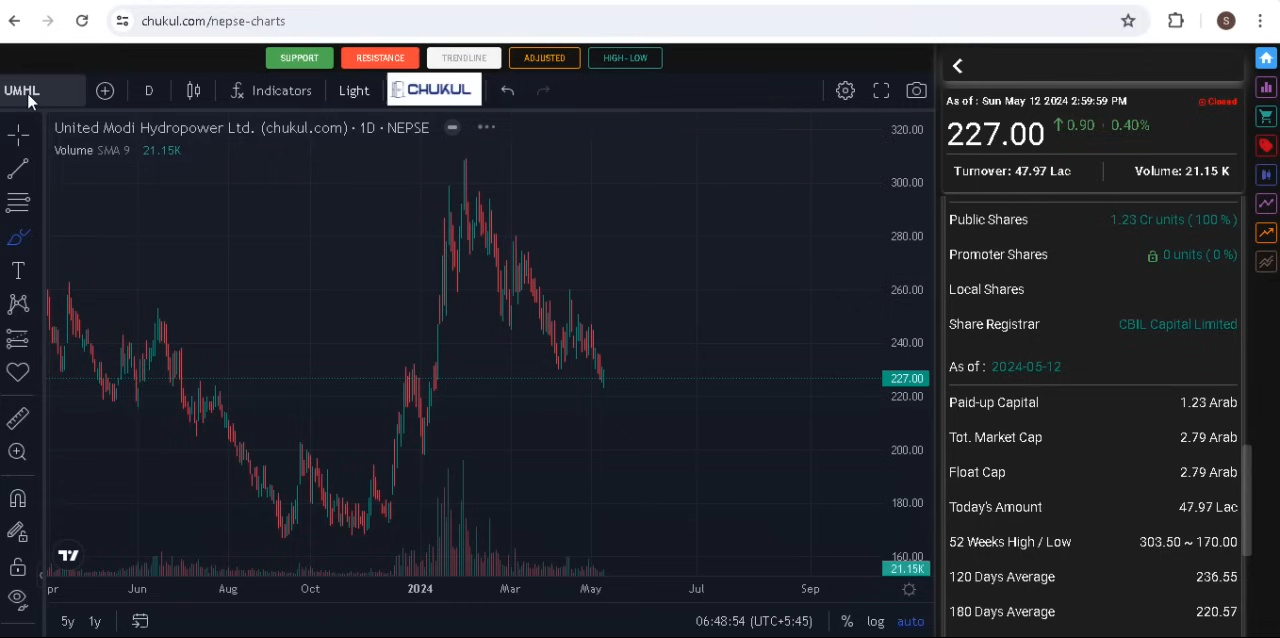 chukul.com/nepse-charts
S
SUPPORT
RESISTANCE
TRENDLINE
ADJUSTED
HIGH-LOW
UMHL
D
Indicators
Light
CHUKUL
United Modi Hydropower Ltd. (chukul.com) · 1D · NEPSE
Volume SMA 9 21.15K
320.00
300.00
280.00
260.00
240.00
227.00
220.00
200.00
180.00
160.00
21.15K
pr Jun Aug Oct 2024 Mar May Jul Sep
5y 1y
06:48:54 (UTC+5:45)
% log auto
As of : Sun May 12 2024 2:59:59 PM
Closed
227.00 ↑ 0.90 · 0.40%
Turnover: 47.97 Lac
Volume: 21.15 K
Public Shares 1.23 Cr units ( 100 % )
Promoter Shares 0 units ( 0 % )
Local Shares
Share Registrar CBIL Capital Limited
As of : 2024-05-12
Paid-up Capital 1.23 Arab
Tot. Market Cap 2.79 Arab
Float Cap 2.79 Arab
Today's Amount 47.97 Lac
52 Weeks High / Low 303.50 ~ 170.00
120 Days Average 236.55
180 Days Average 220.57